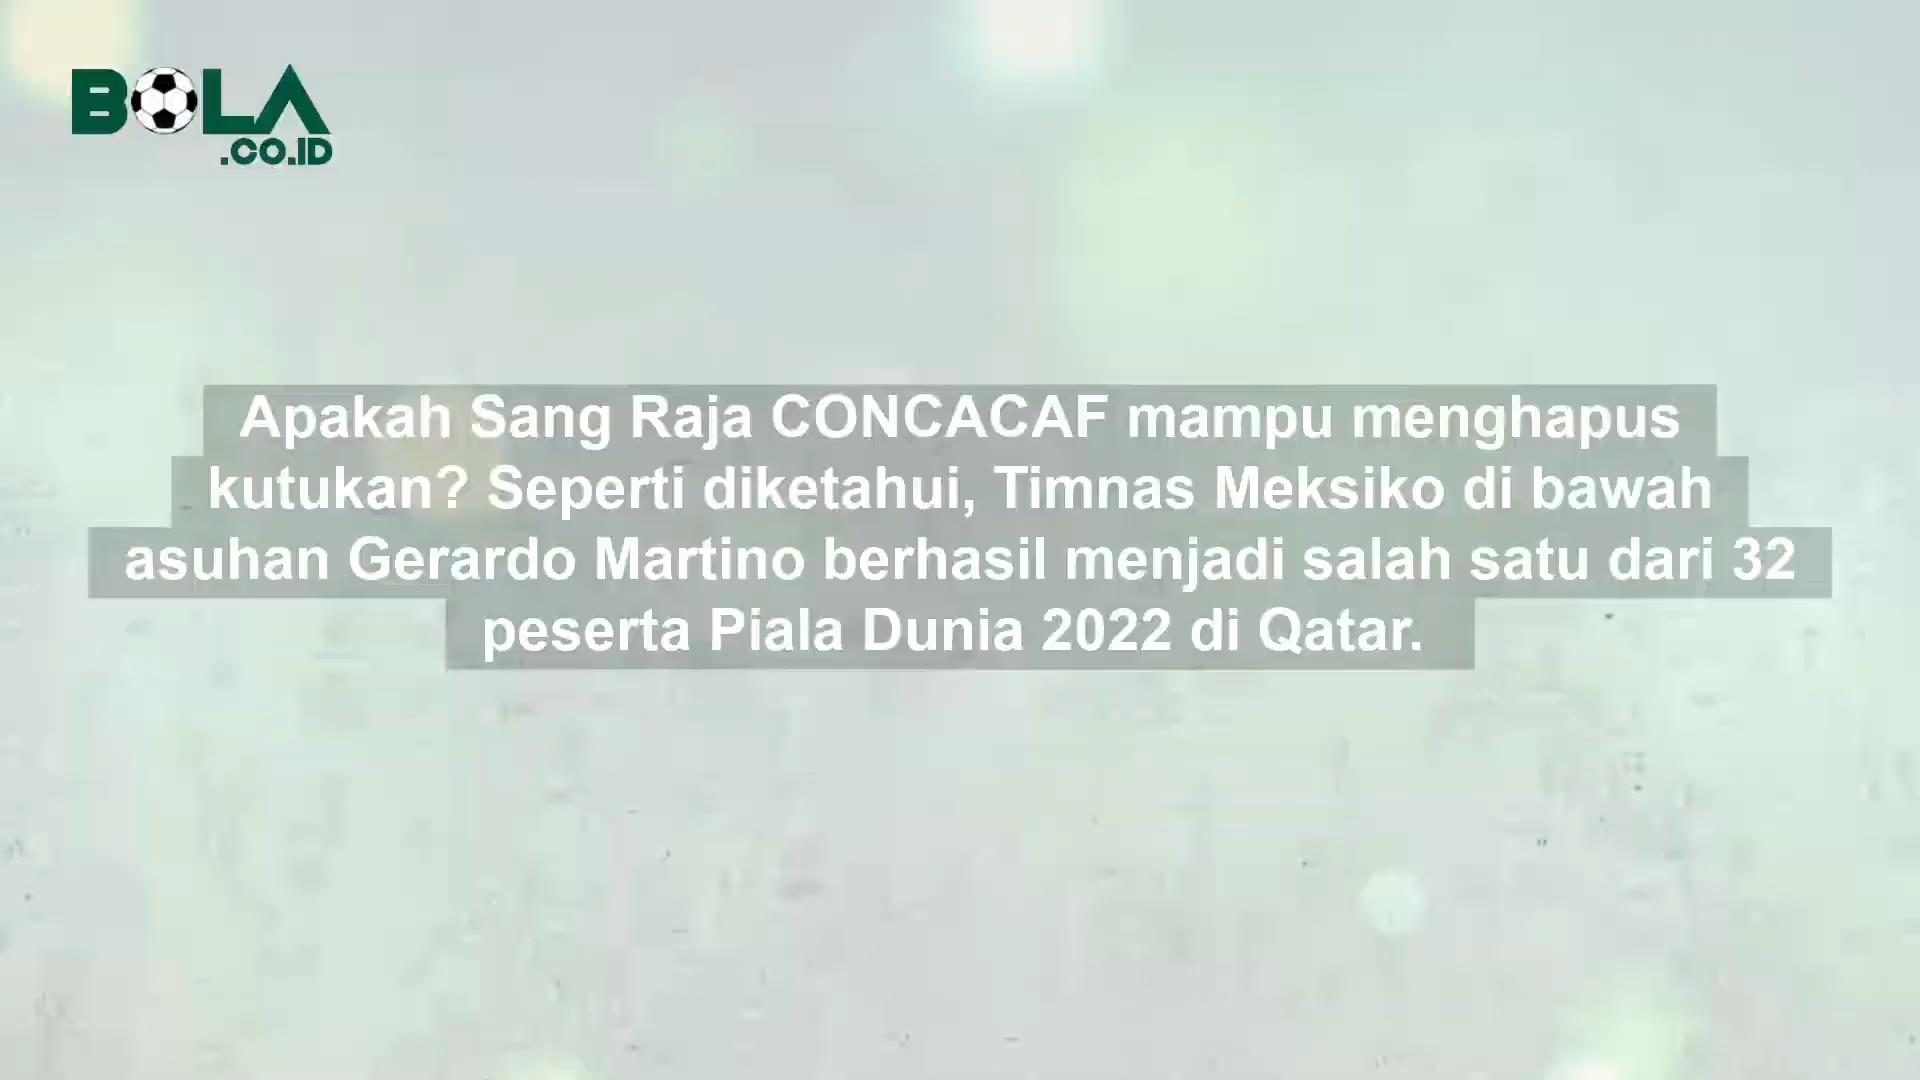 BOLA
.CO.ID
Apakah Sang Raja CONCACAF mampu menghapus
kutukan? Seperti diketahui, Timnas Meksiko di bawah
asuhan Gerardo Martino berhasil menjadi salah satu dari 32
peserta Piala Dunia 2022 di Qatar.